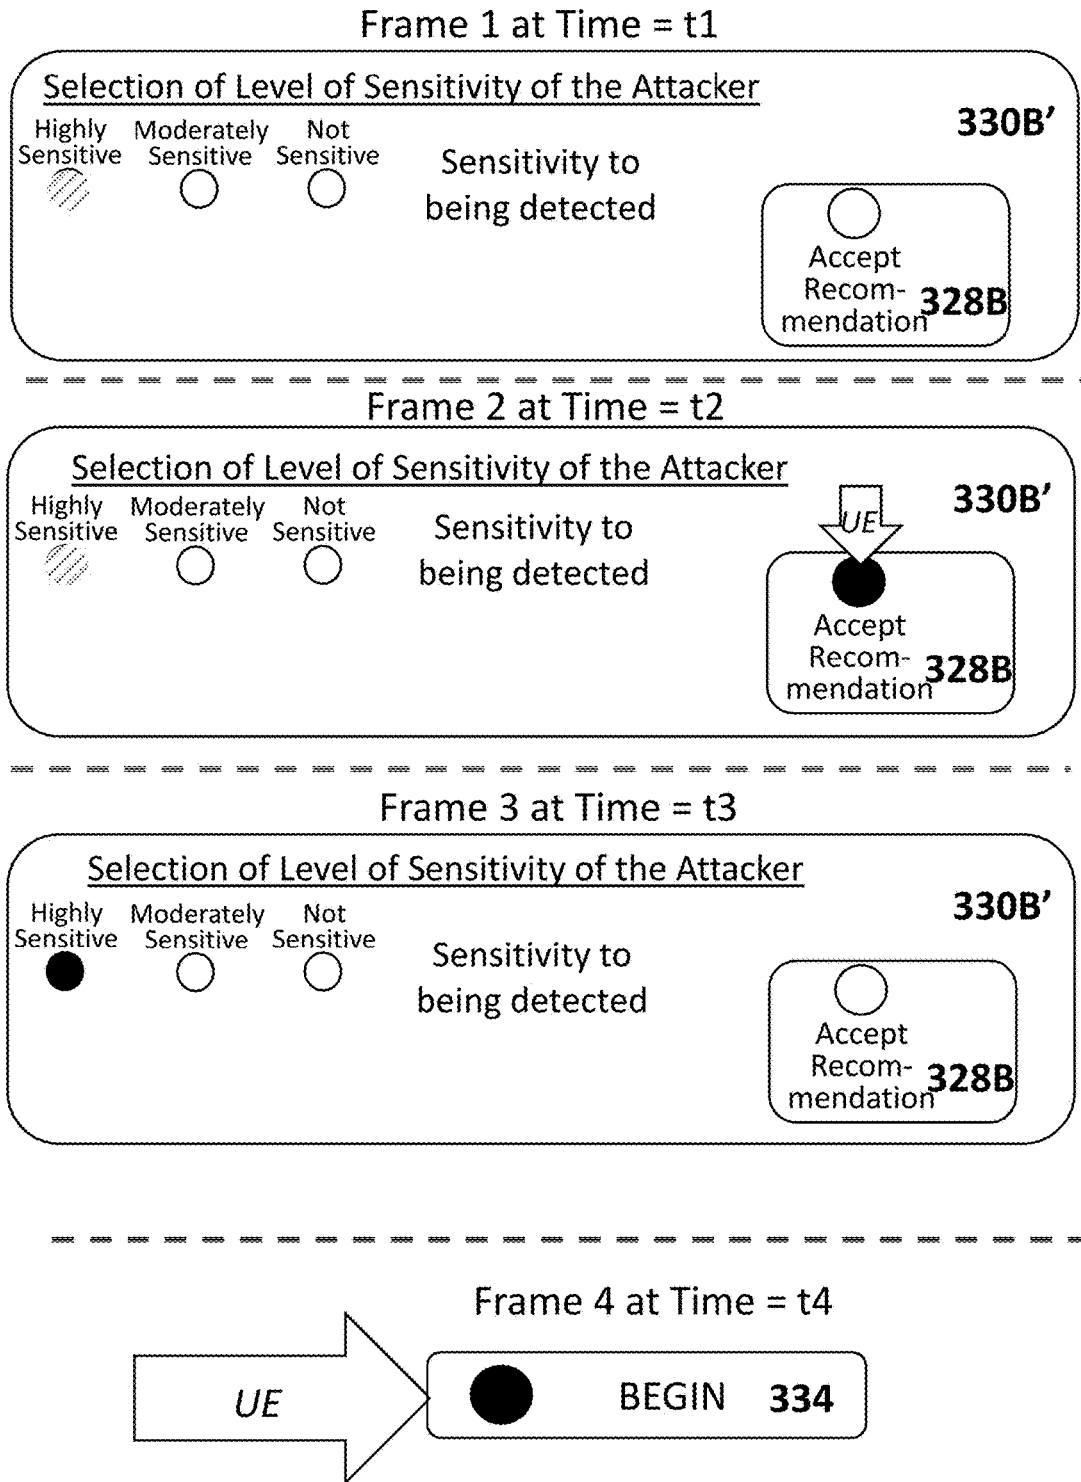 Frame 1 at Time = t1
Selection of Level of Sensitivity of the Attacker
330B’
Highly Moderately Not
Sensitive Sensitive Sensitive
Sensitivity to
being detected
Accept
Recom-
mendation 328B
Frame 2 at Time = t2
Selection of Level of Sensitivity of the Attacker
330B’
Highly Moderately Not
Sensitive Sensitive Sensitive
Sensitivity to
being detected
UE
Accept
Recom-
mendation 328B
Frame 3 at Time = t3
Selection of Level of Sensitivity of the Attacker
330B’
Highly Moderately Not
Sensitive Sensitive Sensitive
Sensitivity to
being detected
Accept
Recom-
mendation 328B
Frame 4 at Time = t4
UE
BEGIN 334